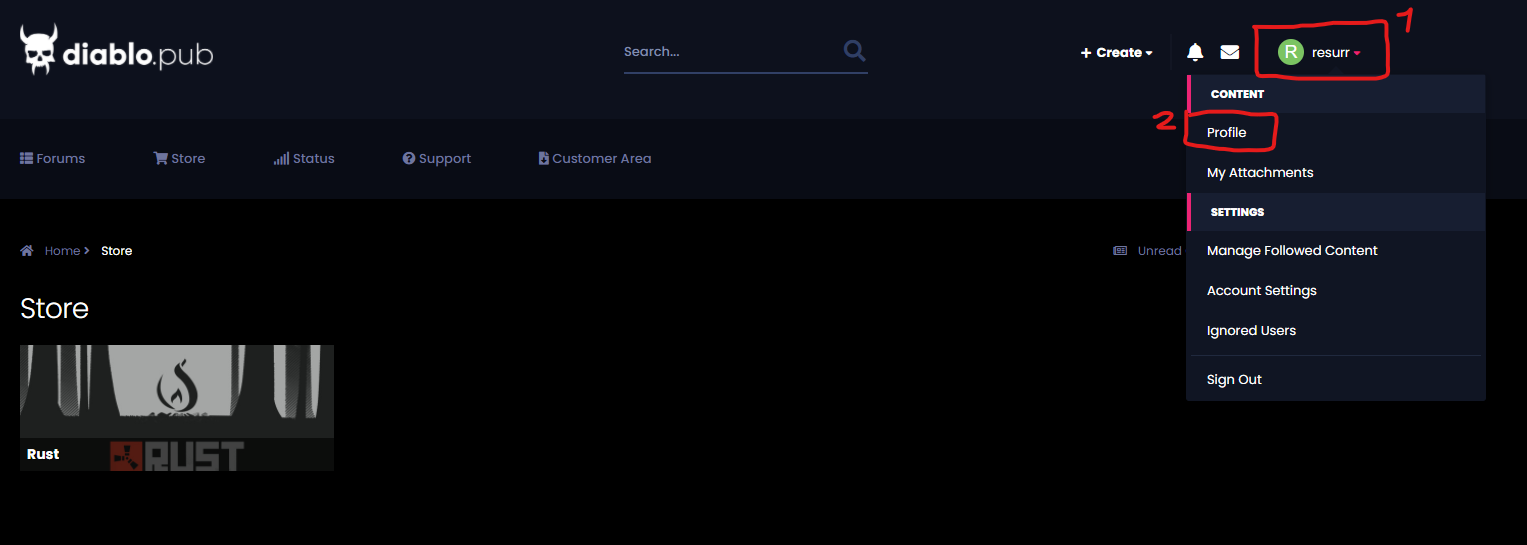 1
diablo.pub
Search...
+ Create
R resurr
CONTENT
2 Profile
My Attachments
SETTINGS
Manage Followed Content
Account Settings
Ignored Users
Sign Out
Forums
Store
Status
Support
Customer Area
Home
Store
Unread
Store
Rust
RUST